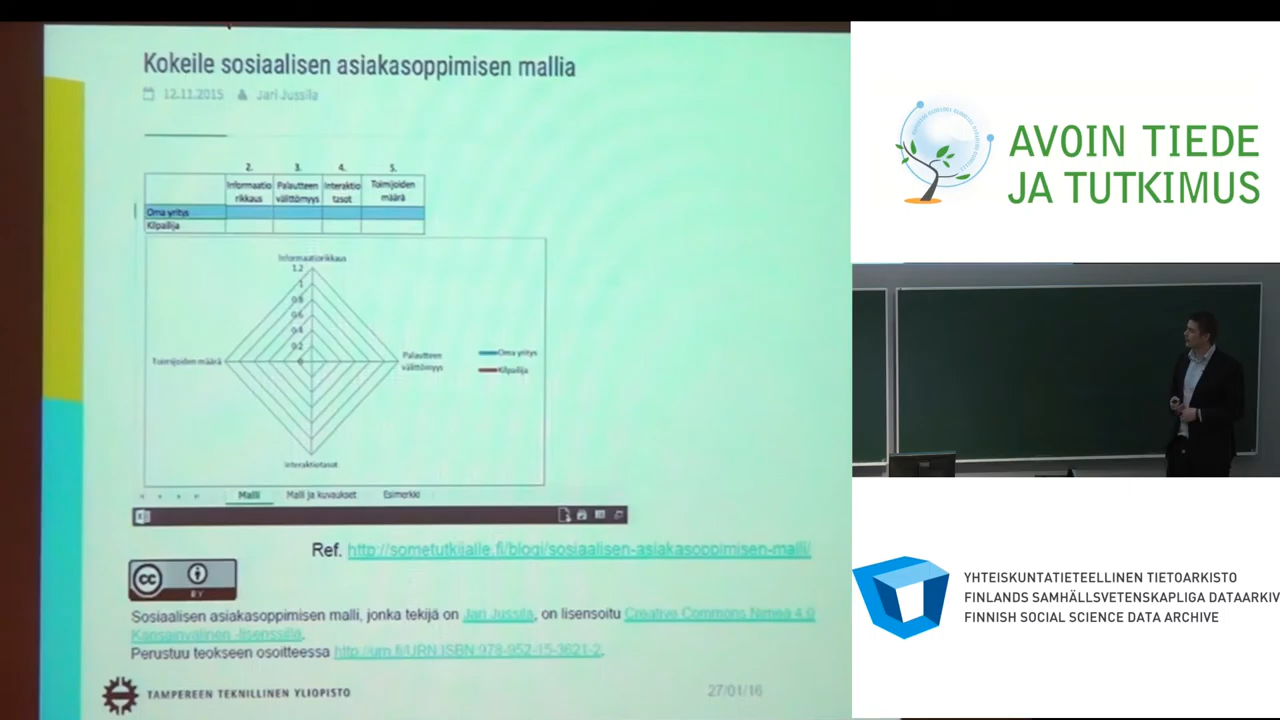 Kokeile sosiaalisen asiakasoppimisen mallia
12.11.2015 Jari Jussila
2. 3. 4. 5.
Informaatio rikkaus
Palautteen välittömyys
Interaktio tasot
Toimijoiden määrä
Oma yritys
Kilpailija
Informaatiorikkaus
1.2
1
0.8
0.6
0.4
0.2
0
Toimijoiden määrä
Palautteen välittömyys
Interaktiotasot
Oma yritys
Kilpailija
Malli Malli ja kuvaukset Esimerkki
Ref. http://sometutkijalle.fi/blogi/sosiaalisen-asiakasoppimisen-malli/
cc BY
Sosiaalisen asiakasoppimisen malli, jonka tekijä on Jari Jussila, on lisensoitu Creative Commons Nimeä 4.0
Kansainvälinen -lisenssillä.
Perustuu teokseen osoitteessa http://urn.fi/URN:ISBN:978-952-15-3621-2.
TAMPEREEN TEKNILLINEN YLIOPISTO
27/01/16
AVOIN TIEDE
JA TUTKIMUS
YHTEISKUNTATIETEELLINEN TIETOARKISTO
FINLANDS SAMHÄLLSVETENSKAPLIGA DATAARKIV
FINNISH SOCIAL SCIENCE DATA ARCHIVE